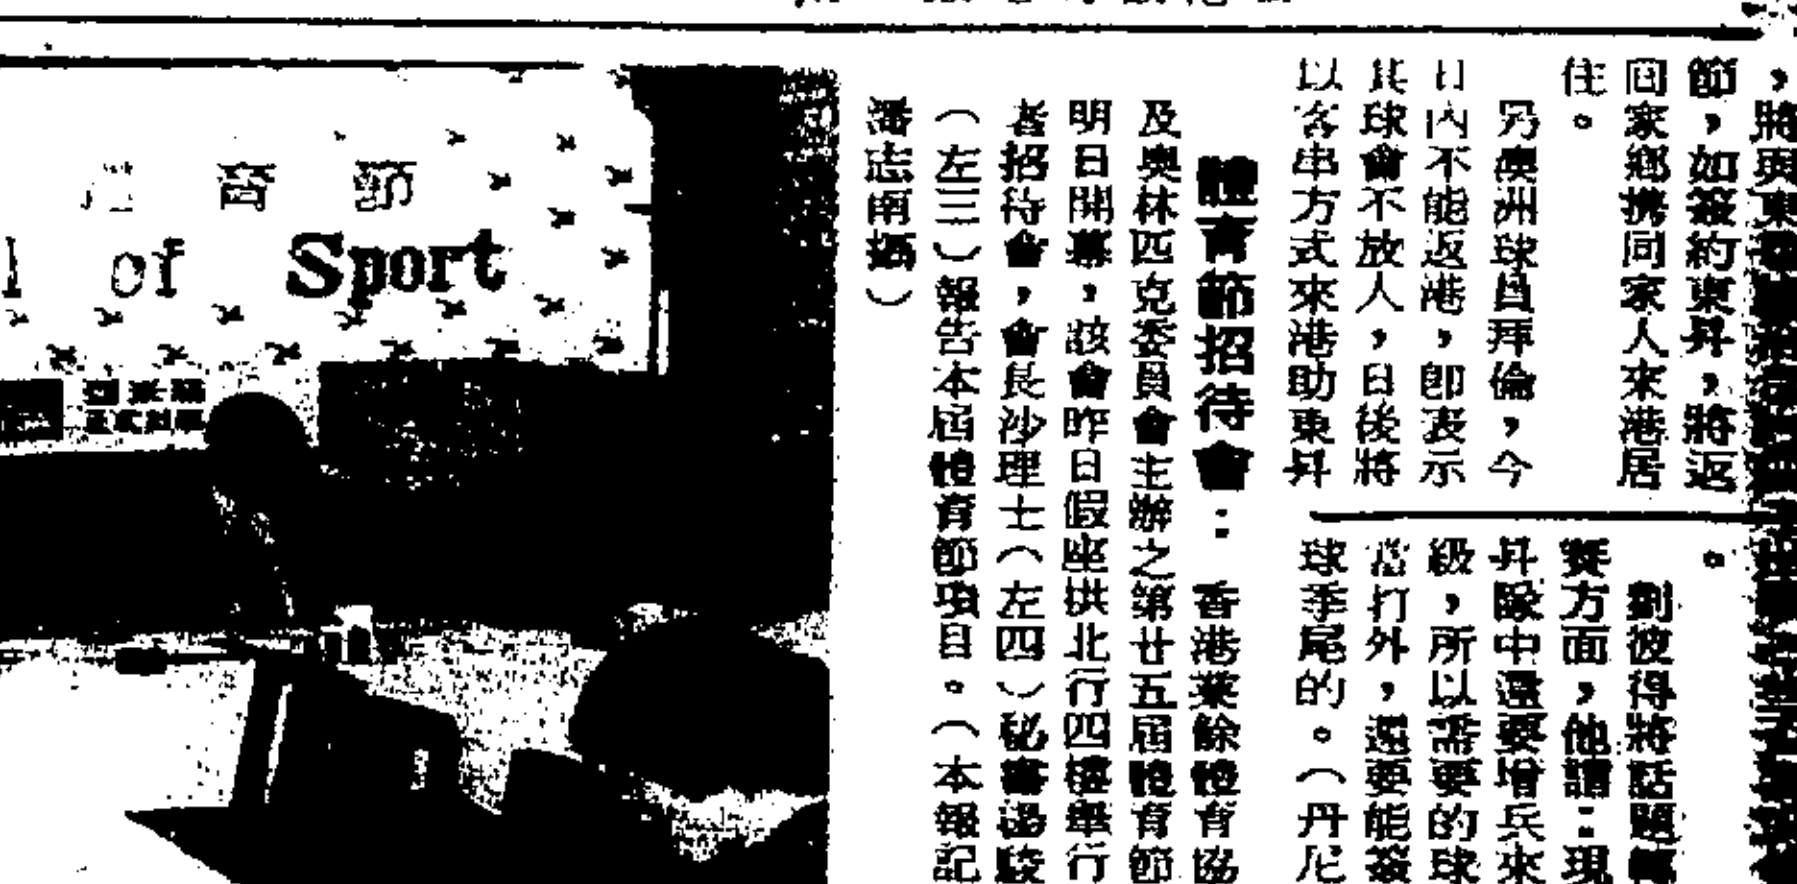 節，如簽約東昇，將返
回家鄉携同家人來港居
住。
另澳洲球員拜倫，今
日內不能返港，卽表示
其球會不放人，日後將
以客串方式來港助東昇
劉彼得將話題轉
賽方面，他謂：現
昇隊中還要增兵來
級，所以需要的球
當打外，還要能簽
球季尾的。（丹尼
體育節招待會：香港業餘體育協
及奧林匹克委員會主辦之第廿五屆體育節
明日開幕，該會昨日假座拱北行四樓舉行
者招待會，會長沙理士（左四）秘書湯駿
（左三）報告本屆體育節項目。（本報記
潘志南攝）
育節
of Sport